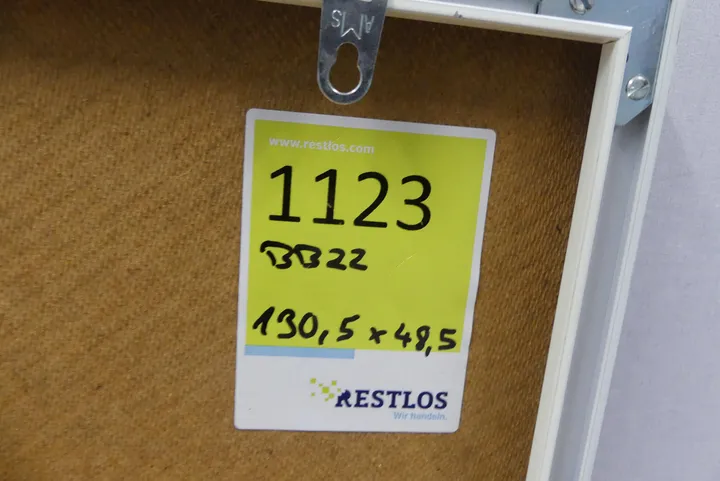 AMS
www.restlos.com
1123
BB22
130,5 x 48,5
RESTLOS
Wir handeln.